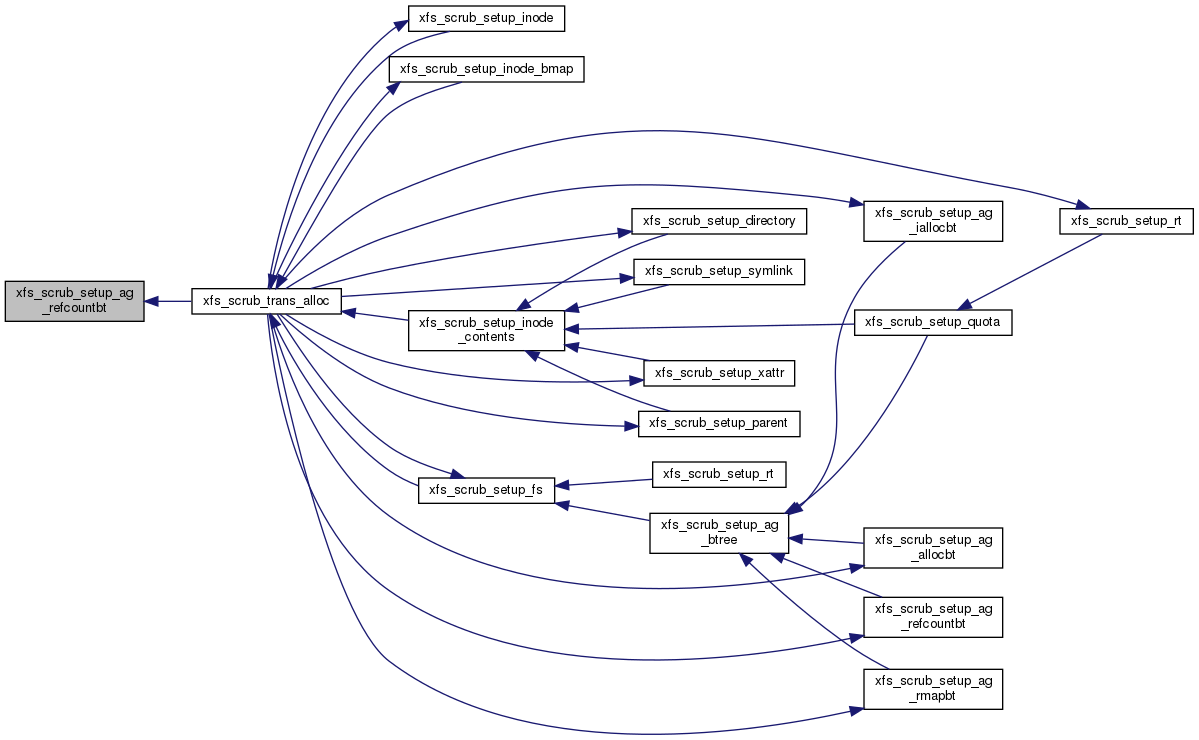 xfs_scrub_setup_inode
xfs_scrub_setup_inode_bmap
xfs_scrub_setup_directory
xfs_scrub_setup_ag
_iallocbt
xfs_scrub_setup_rt
xfs_scrub_setup_symlink
xfs_scrub_setup_ag
_refcountbt
xfs_scrub_trans_alloc
xfs_scrub_setup_inode
_contents
xfs_scrub_setup_quota
xfs_scrub_setup_xattr
xfs_scrub_setup_parent
xfs_scrub_setup_rt
xfs_scrub_setup_fs
xfs_scrub_setup_ag
_btree
xfs_scrub_setup_ag
_allocbt
xfs_scrub_setup_ag
_refcountbt
xfs_scrub_setup_ag
_rmapbt